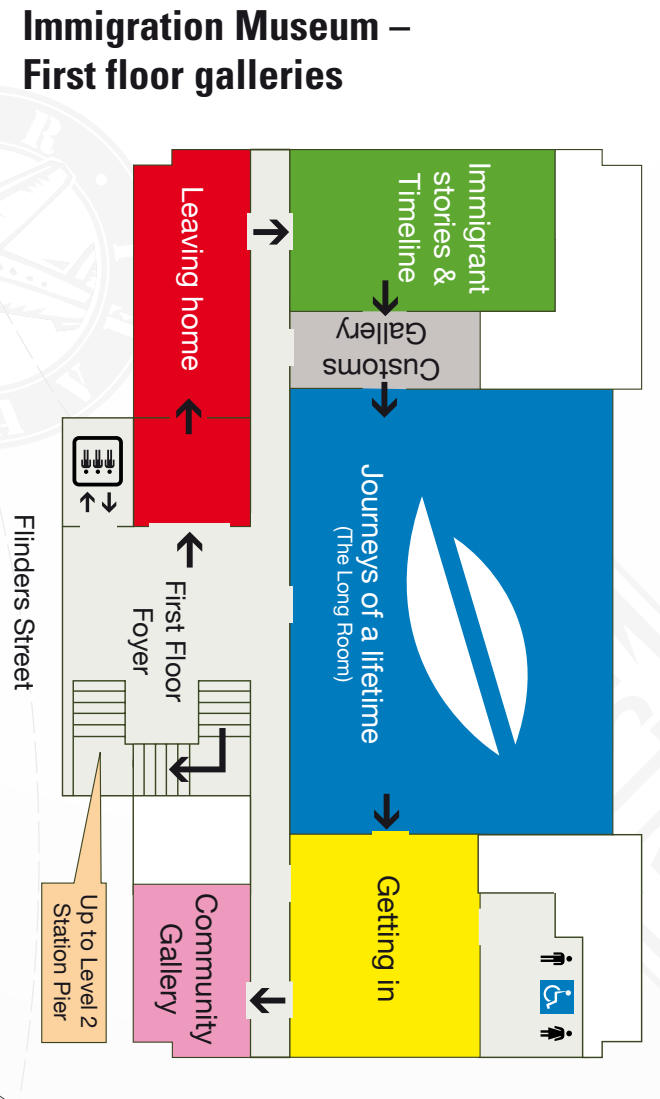 Immigration Museum –
First floor galleries
Leaving home
Immigrant
stories &
Timeline
Customs
Gallery
Journeys of a lifetime
(The Long Room)
First Floor
Foyer
Flinders Street
Getting in
Community
Gallery
Up to Level 2
Station Pier